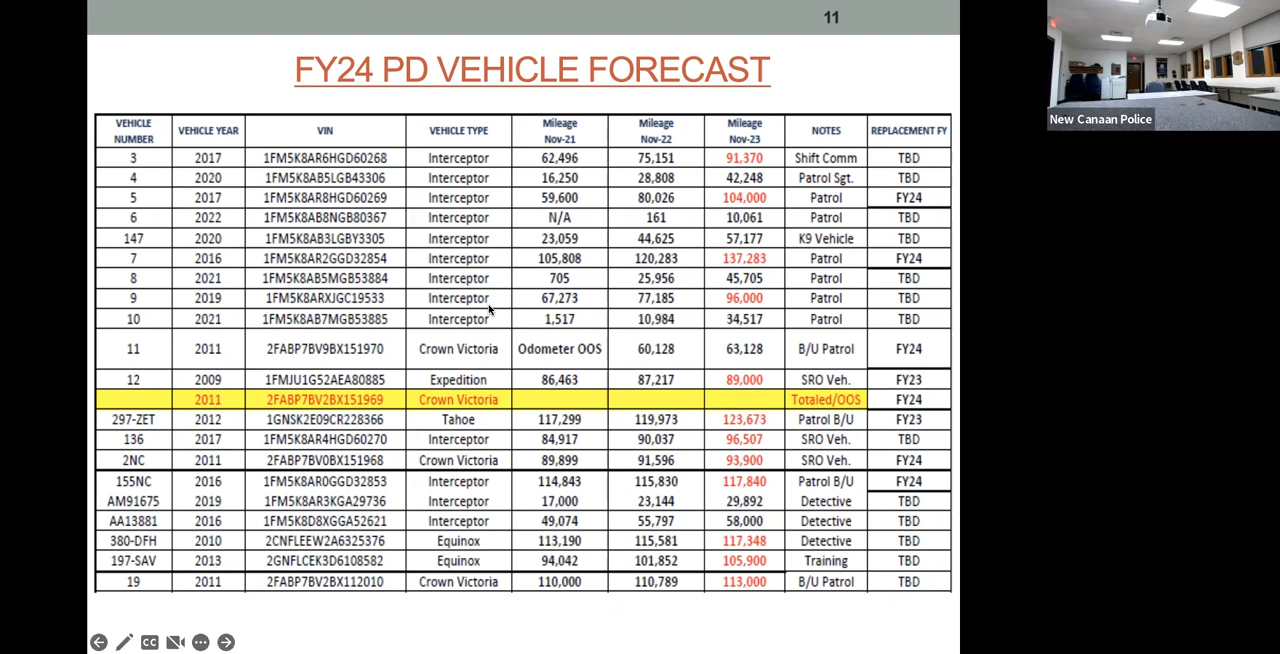 11
FY24 PD VEHICLE FORECAST
VEHICLE NUMBER VEHICLE YEAR VIN VEHICLE TYPE Mileage Nov-21 Mileage Nov-22 Mileage Nov-23 NOTES REPLACEMENT FY
3 2017 1FM5K8AR6HGD60268 Interceptor 62,496 75,151 91,370 Shift Comm TBD
4 2020 1FM5K8AB5LGB43306 Interceptor 16,250 28,808 42,248 Patrol Sgt. TBD
5 2017 1FM5K8AR8HGD60269 Interceptor 59,600 80,026 104,000 Patrol FY24
6 2022 1FM5K8AB8NGB80367 Interceptor N/A 161 10,061 Patrol TBD
147 2020 1FM5K8AB3LGBY3305 Interceptor 23,059 44,625 57,177 K9 Vehicle TBD
7 2016 1FM5K8AR2GGD32854 Interceptor 105,808 120,283 137,283 Patrol FY24
8 2021 1FM5K8AB5MGB53884 Interceptor 705 25,956 45,705 Patrol TBD
9 2019 1FM5K8ARXJGC19533 Interceptor 67,273 77,185 96,000 Patrol TBD
10 2021 1FM5K8AB7MGB53885 Interceptor 1,517 10,984 34,517 Patrol TBD
11 2011 2FABP7BV9BX151970 Crown Victoria Odometer OOS 60,128 63,128 B/U Patrol FY24
12 2009 1FMJU1G52AEA80885 Expedition 86,463 87,217 89,000 SRO Veh. FY23
2011 2FABP7BV2BX151969 Crown Victoria Totaled/OOS FY24
297-ZET 2012 1GNSK2E09CR228366 Tahoe 117,299 119,973 123,673 Patrol B/U FY23
136 2017 1FM5K8AR4HGD60270 Interceptor 84,917 90,037 96,507 SRO Veh. TBD
2NC 2011 2FABP7BV0BX151968 Crown Victoria 89,899 91,596 93,900 SRO Veh. FY24
155NC 2016 1FM5K8AR0GGD32853 Interceptor 114,843 115,830 117,840 Patrol B/U FY24
AM91675 2019 1FM5K8AR3KGA29736 Interceptor 17,000 23,144 29,892 Detective TBD
AA13881 2016 1FM5K8D8XGGA52621 Interceptor 49,074 55,797 58,000 Detective TBD
380-DFH 2010 2CNFLEEW2A6325376 Equinox 113,190 115,581 117,348 Detective TBD
197-SAV 2013 2GNFLCEK3D6108582 Equinox 94,042 101,852 105,900 Training TBD
19 2011 2FABP7BV2BX112010 Crown Victoria 110,000 110,789 113,000 B/U Patrol TBD
CC
New Canaan Police